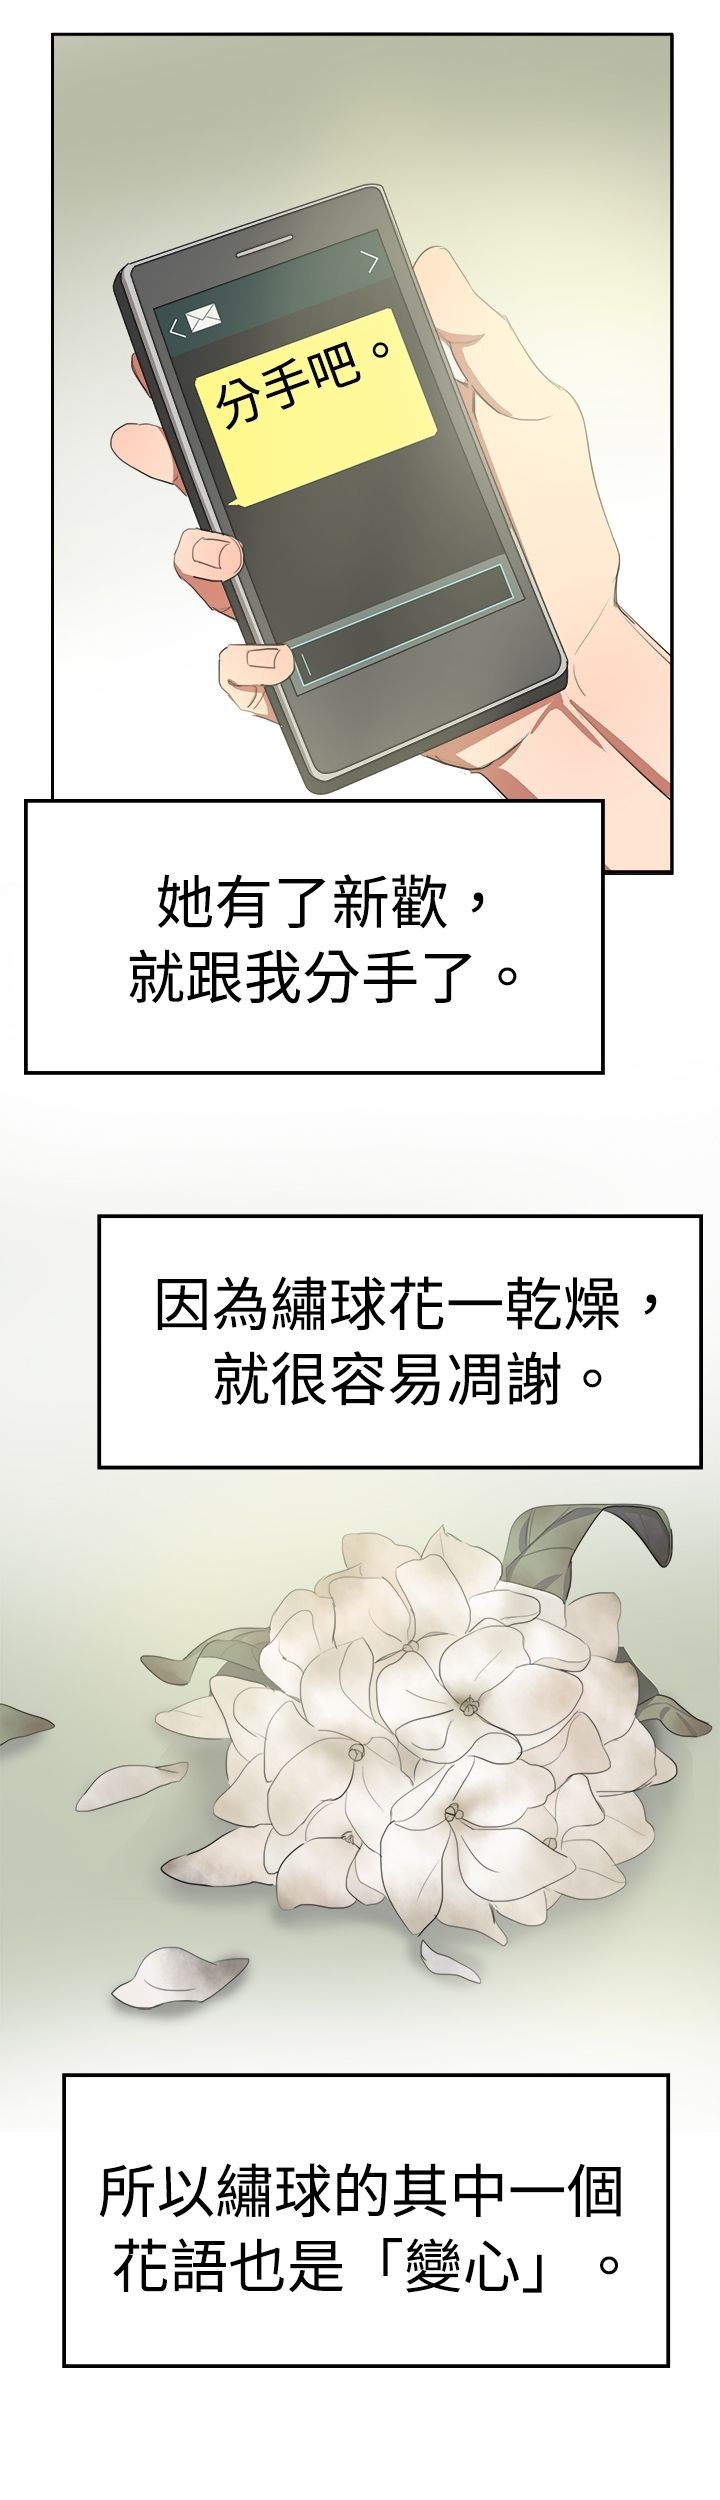 分手吧。
她有了新歡，
就跟我分手了。
因為繡球花一乾燥，
就很容易凋謝。
所以繡球的其中一個
花語也是「變心」。